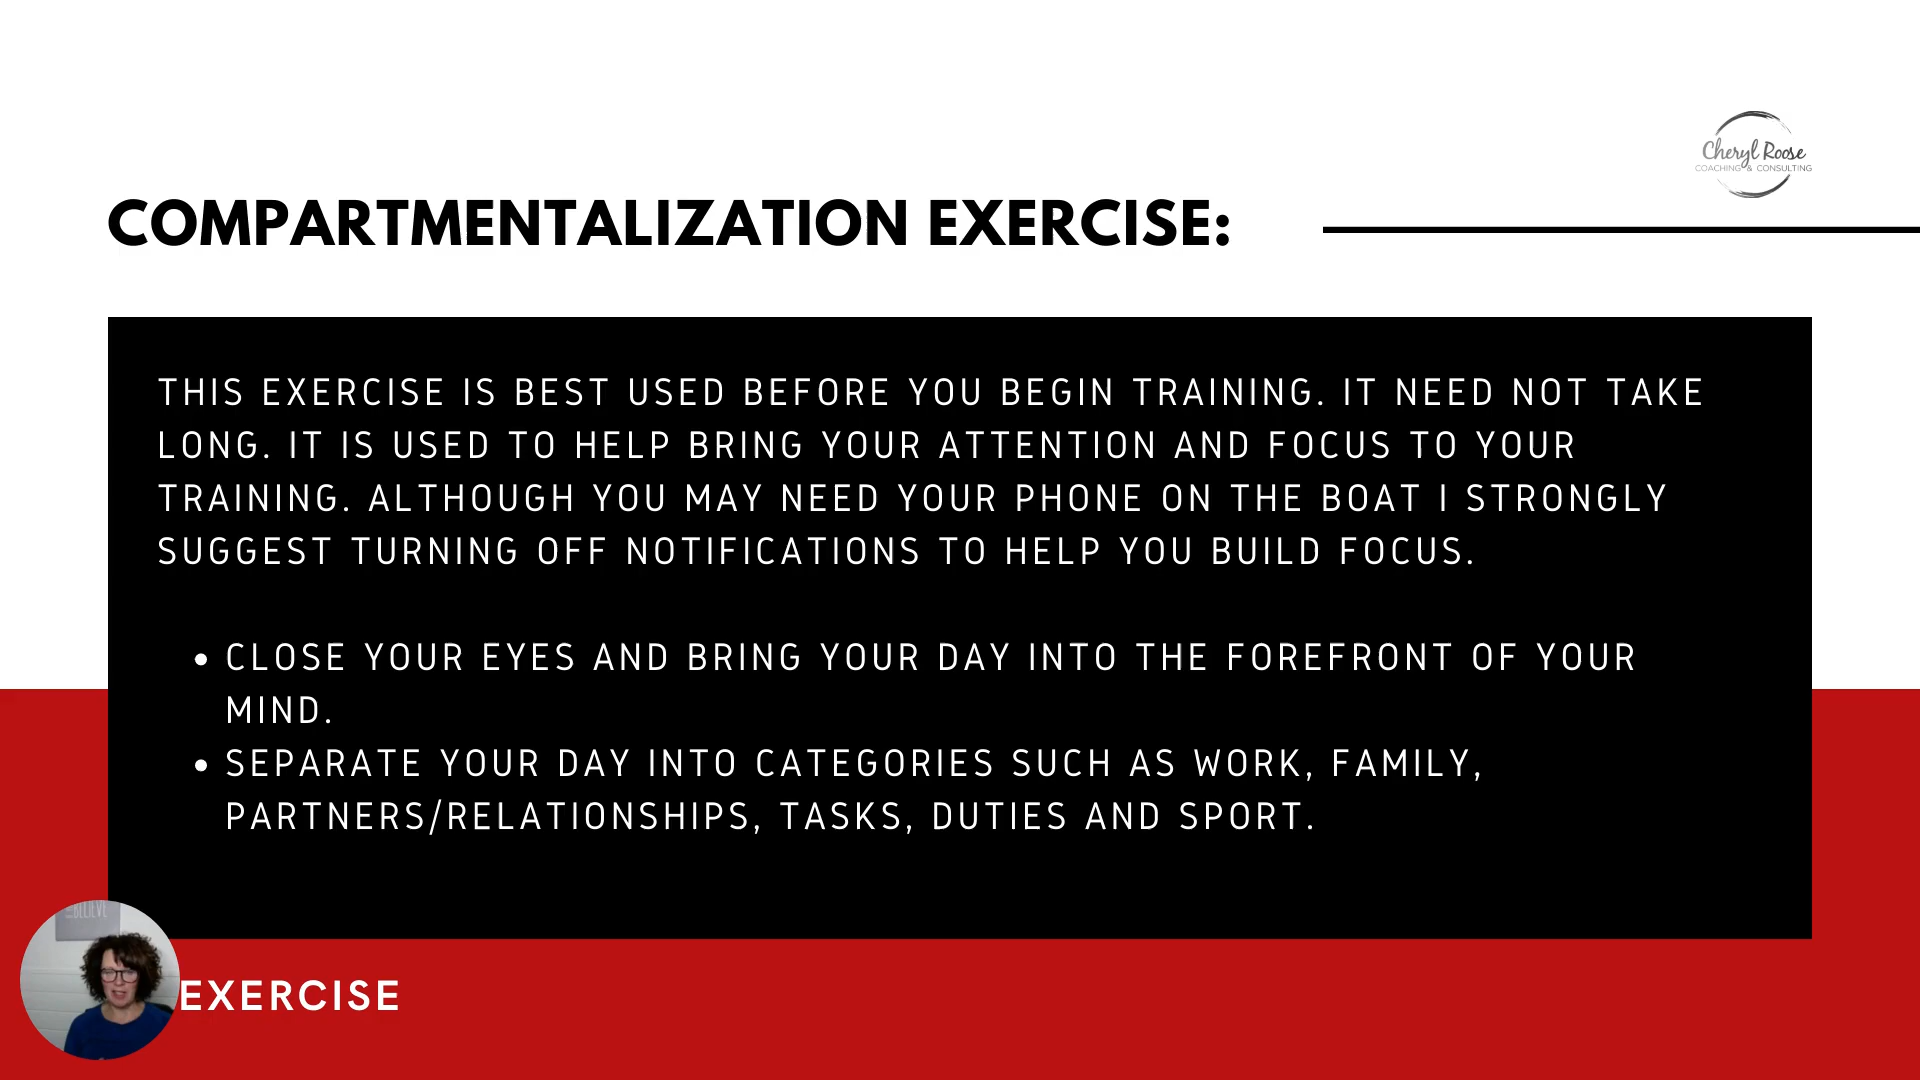 Cheryl Roose
COACHING & CONSULTING
COMPARTMENTALIZATION EXERCISE:
THIS EXERCISE IS BEST USED BEFORE YOU BEGIN TRAINING. IT NEED NOT TAKE
LONG. IT IS USED TO HELP BRING YOUR ATTENTION AND FOCUS TO YOUR
TRAINING. ALTHOUGH YOU MAY NEED YOUR PHONE ON THE BOAT I STRONGLY
SUGGEST TURNING OFF NOTIFICATIONS TO HELP YOU BUILD FOCUS.
• CLOSE YOUR EYES AND BRING YOUR DAY INTO THE FOREFRONT OF YOUR
MIND.
• SEPARATE YOUR DAY INTO CATEGORIES SUCH AS WORK, FAMILY,
PARTNERS/RELATIONSHIPS, TASKS, DUTIES AND SPORT.
BELIEVE
EXERCISE